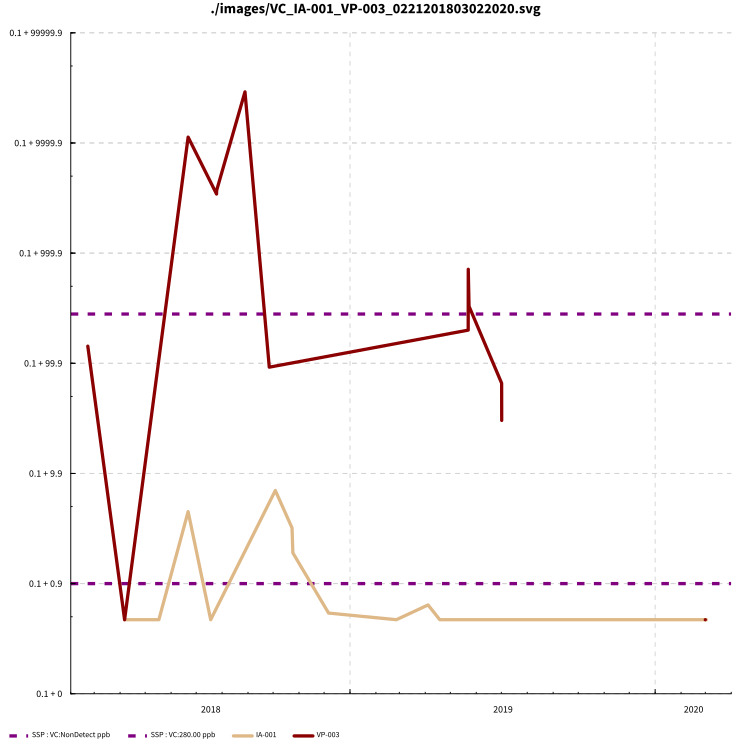 ./images/VC_IA-001_VP-003_0221201803022020.svg
0.1 + 99999.9
0.1 + 9999.9
0.1 + 999.9
0.1 + 99.9
0.1 + 9.9
0.1 + 0.9
0.1 + 0
2018 2019 2020
SSP : VC:NonDetect ppb SSP : VC:280.00 ppb IA-001 VP-003